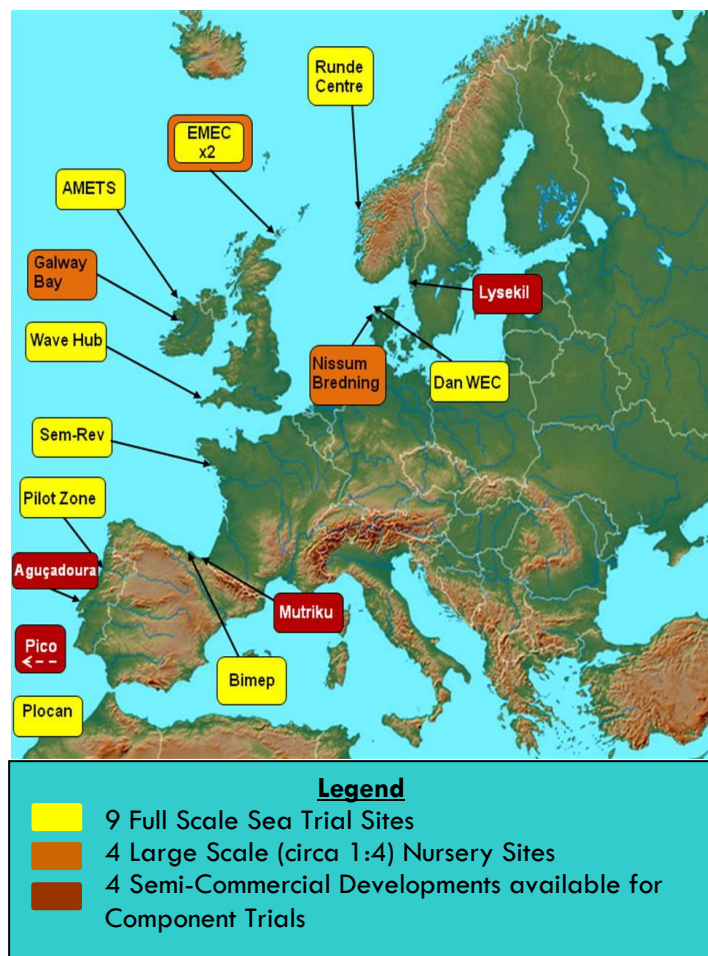 Runde
Centre
EMEC
x2
AMETS
Galway
Bay
Lysekil
Wave Hub
Nissum
Bredning
Dan WEC
Sem-Rev
Pilot Zone
Aguçadoura
Mutriku
Pico
Bimep
Plocan
Legend
9 Full Scale Sea Trial Sites
4 Large Scale (circa 1:4) Nursery Sites
4 Semi-Commercial Developments available for
Component Trials